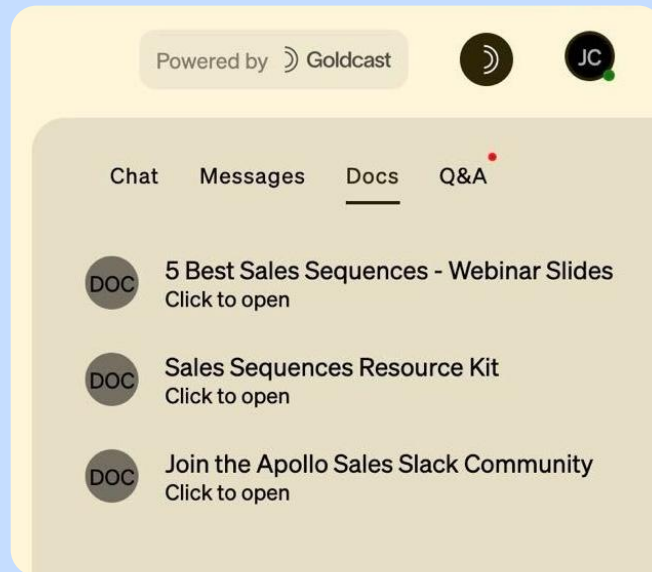 Powered by Goldcast
JC
Chat Messages Docs Q&A
DOC
5 Best Sales Sequences - Webinar Slides
Click to open
DOC
Sales Sequences Resource Kit
Click to open
DOC
Join the Apollo Sales Slack Community
Click to open